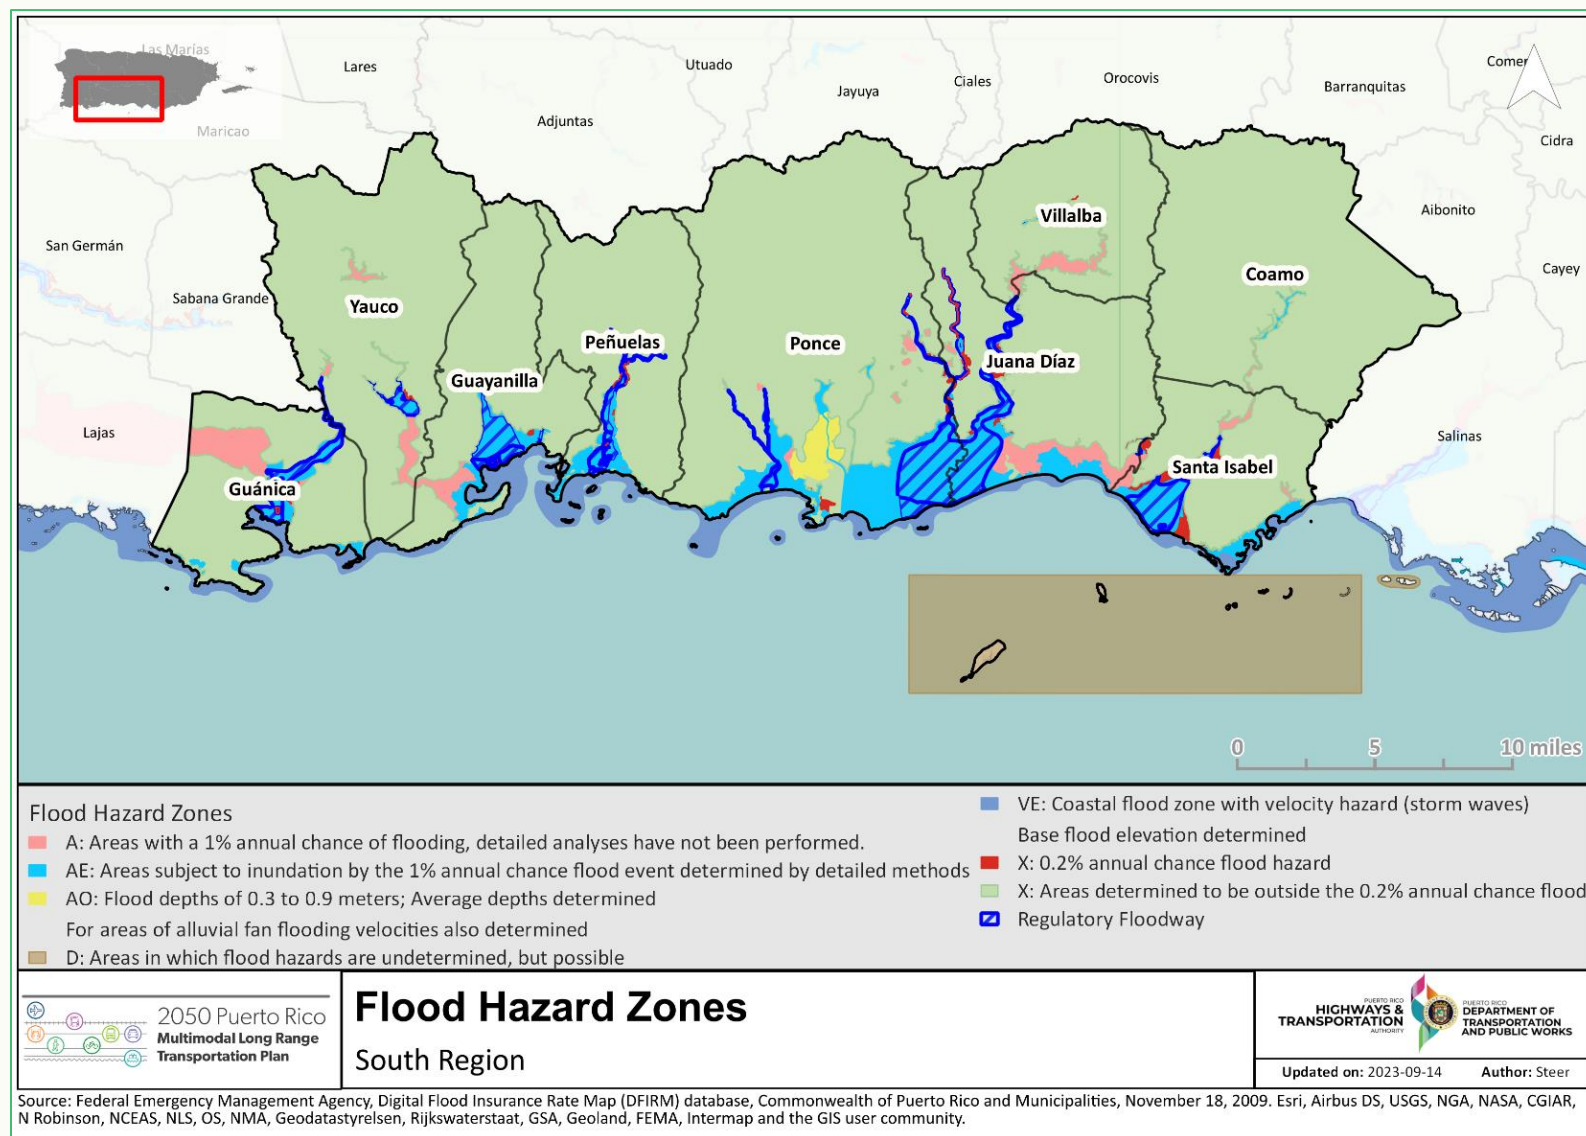 Las Marías
Lares
Utuado
Jayuya
Ciales
Orocovis
Barranquitas
Maricao
Adjuntas
Cidra
Aibonito
Villalba
San Germán
Sabana Grande
Cayey
Coamo
Yauco
Peñuelas
Ponce
Juana Díaz
Guayanilla
Lajas
Salinas
Santa Isabel
Guánica
0 5 10 miles
Flood Hazard Zones
A: Areas with a 1% annual chance of flooding, detailed analyses have not been performed.
AE: Areas subject to inundation by the 1% annual chance flood event determined by detailed methods
AO: Flood depths of 0.3 to 0.9 meters; Average depths determined
For areas of alluvial fan flooding velocities also determined
D: Areas in which flood hazards are undetermined, but possible
VE: Coastal flood zone with velocity hazard (storm waves)
Base flood elevation determined
X: 0.2% annual chance flood hazard
X: Areas determined to be outside the 0.2% annual chance flood
Regulatory Floodway
2050 Puerto Rico
Multimodal Long Range
Transportation Plan
Flood Hazard Zones
South Region
PUERTO RICO
HIGHWAYS &
TRANSPORTATION
AUTHORITY
PUERTO RICO
DEPARTMENT OF
TRANSPORTATION
AND PUBLIC WORKS
Updated on: 2023-09-14 Author: Steer
Source: Federal Emergency Management Agency, Digital Flood Insurance Rate Map (DFIRM) database, Commonwealth of Puerto Rico and Municipalities, November 18, 2009. Esri, Airbus DS, USGS, NGA, NASA, CGIAR,
N Robinson, NCEAS, NLS, OS, NMA, Geodatastyrelsen, Rijkswaterstaat, GSA, Geoland, FEMA, Intermap and the GIS user community.